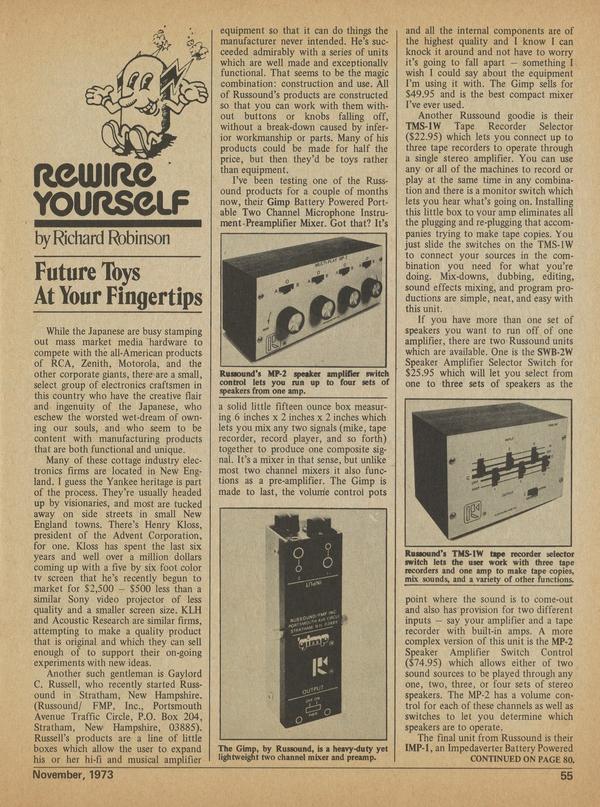 REWIRE
YOURSELF
by Richard Robinson
Future Toys
At Your Fingertips
While the Japanese are busy stamping
out mass market media hardware to
compete with the all-American products
of RCA, Zenith, Motorola, and the
other corporate giants, there are a small,
select group of electronics craftsmen in
this country who have the creative flair
and ingenuity of the Japanese, who
eschew the worsted wet-dream of own-
ing our souls, and who seem to be
content with manufacturing products
that are both functional and unique.
Many of these cottage industry elec-
tronics firms are located in New Eng-
land. I guess the Yankee heritage is part
of the process. They're usually headed
up by visionaries, and most are tucked
away on side streets in small New
England towns. There's Henry Kloss,
president of the Advent Corporation,
for one. Kloss has spent the last six
years and well over a million dollars
coming up with a five by six foot color
tv screen that he's recently begun to
market for $2,500 – $500 less than a
similar Sony video projector of less
quality and a smaller screen size. KLH
and Acoustic Research are similar firms,
attempting to make a quality product
that is original and which they can sell
enough of to support their on-going
experiments with new ideas.
Another such gentleman is Gaylord
C. Russell, who recently started Russ-
ound in Stratham, New Hampshire.
(Russound/ FMP, Inc., Portsmouth
Avenue Traffic Circle, P.O. Box 204,
Stratham, New Hampshire, 03885).
Russell's products are a line of little
boxes which allow the user to expand
his or her hi-fi and musical amplifier
equipment so that it can do things the
manufacturer never intended. He's suc-
ceeded admirably with a series of units
which are well made and exceptionally
functional. That seems to be the magic
combination: construction and use. All
of Russound's products are constructed
so that you can work with them with-
out buttons or knobs falling off,
without a break-down caused by infer-
ior workmanship or parts. Many of his
products could be made for half the
price, but then they'd be toys rather
than equipment.
I've been testing one of the Russ-
ound products for a couple of months
now, their Gimp Battery Powered Port-
able Two Channel Microphone Instru-
ment-Preamplifier Mixer. Got that? It's
MULTI-PLAY MP-2
Russound's MP-2 speaker amplifier switch
control lets you run up to four sets of
speakers from one amp.
a solid little fifteen ounce box measur-
ing 6 inches x 2 inches x 2 inches which
lets you mix any two signals (mike, tape
recorder, record player, and so forth)
together to produce one composite sig-
nal. It's a mixer in that sense, but unlike
most two channel mixers it also func-
tions as a pre-amplifier. The Gimp is
made to last, the volume control pots
INPUT
RUSSOUND/FMP, INC.
PORTSMOUTH AVE. CIRCLE
STRATHAM, N.H. 03885
gimp
OUTPUT
OFF ON
The Gimp, by Russound, is a heavy-duty yet
lightweight two channel mixer and preamp.
and all the internal components are of
the highest quality and I know I can
knock it around and not have to worry
it's going to fall apart – something I
wish I could say about the equipment
I'm using it with. The Gimp sells for
$49.95 and is the best compact mixer
I've ever used.
Another Russound goodie is their
TMS-1W Tape Recorder Selector
($22.95) which lets you connect up to
three tape recorders to operate through
a single stereo amplifier. You can use
any or all of the machines to record or
play at the same time in any combina-
tion and there is a monitor switch which
lets you hear what's going on. Installing
this little box to your amp eliminates all
the plugging and re-plugging that accom-
panies trying to make tape copies. You
just slide the switches on the TMS-1W
to connect your sources in the com-
bination you need for what you're
doing. Mix-downs, dubbing, editing,
sound effects mixing, and program pro-
ductions are simple, neat, and easy with
this unit.
If you have more than one set of
speakers you want to run off of one
amplifier, there are two Russound units
which are available. One is the SWB-2W
Speaker Amplifier Selector Switch for
$25.95 which will let you select from
one to three sets of speakers as the
INPUT
OUTPUT
Russound's TMS-1W tape recorder selector
switch lets the user work with three tape
recorders and one amp to make tape copies,
mix sounds, and a variety of other functions.
point where the sound is to come-out
and also has provision for two different
inputs – say your amplifier and a tape
recorder with built-in amps. A more
complex version of this unit is the MP-2
Speaker Amplifier Switch Control
($74.95) which allows either of two
sound sources to be played through any
one, two, three, or four sets of stereo
speakers. The MP-2 has a volume con-
trol for each of these channels as well as
switches to let you determine which
speakers are to operate.
The final unit from Russound is their
IMP-1, an Impedaverter Battery Powered
CONTINUED ON PAGE 80.
November, 1973
55